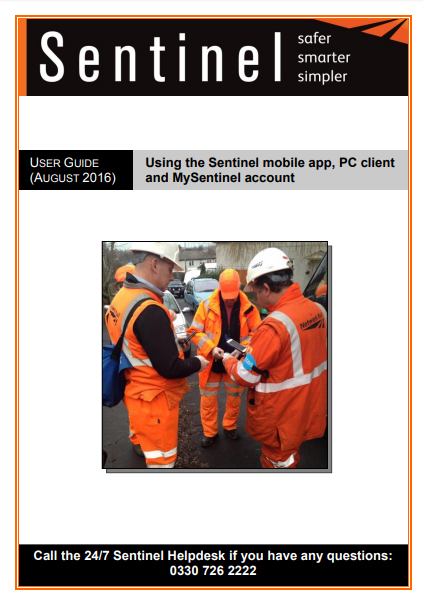 Sentinel
safer
smarter
simpler
USER GUIDE
(AUGUST 2016)
Using the Sentinel mobile app, PC client
and MySentinel account
Call the 24/7 Sentinel Helpdesk if you have any questions:
0330 726 2222